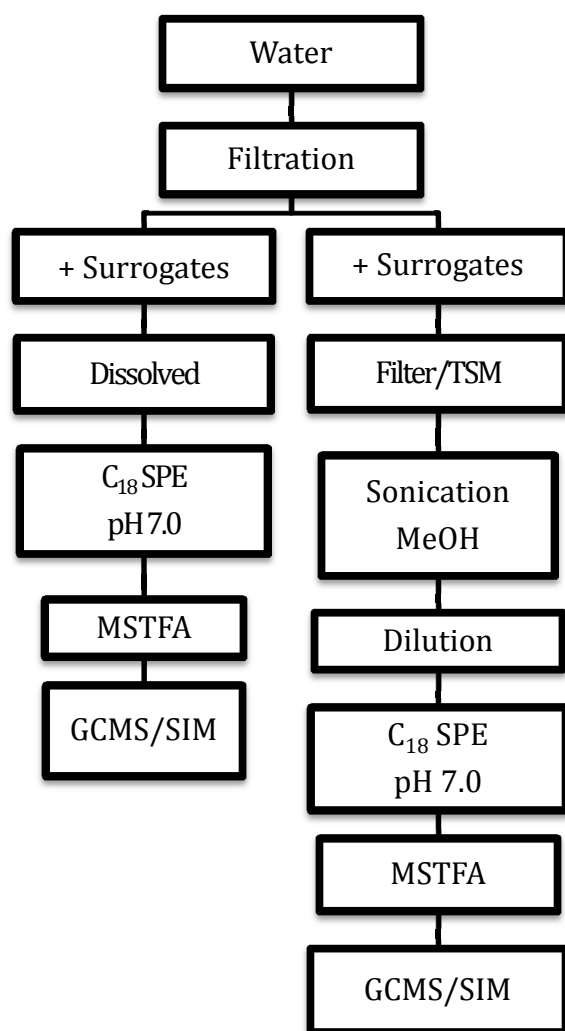 Water
Filtration
+ Surrogates
Dissolved
C₁₈ SPE
pH 7.0
MSTFA
GCMS/SIM
+ Surrogates
Filter/TSM
Sonication
MeOH
Dilution
C₁₈ SPE
pH 7.0
MSTFA
GCMS/SIM